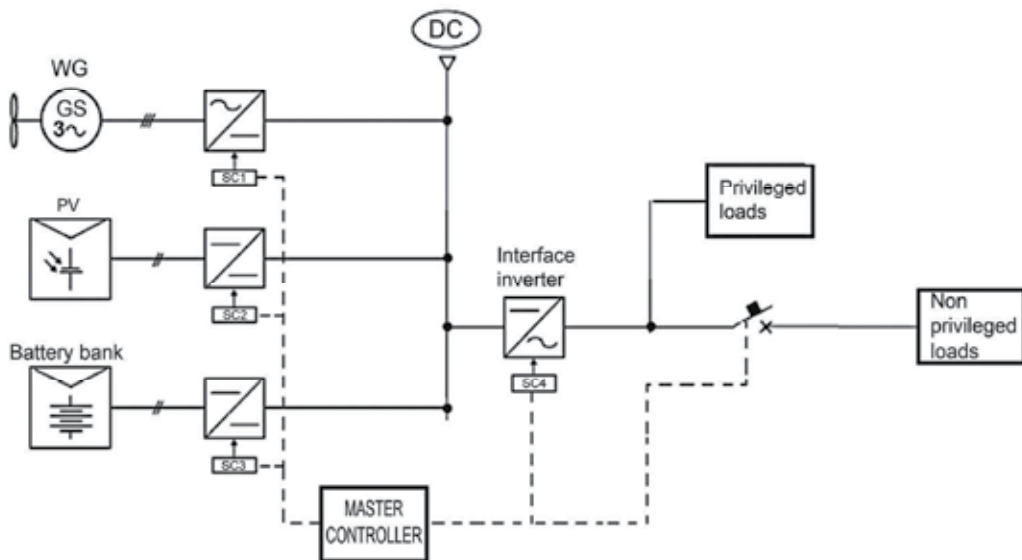 DC
WG
GS
3~
SC1
PV
SC2
Battery bank
SC3
Interface
inverter
SC4
Privileged
loads
Non
privileged
loads
MASTER
CONTROLLER